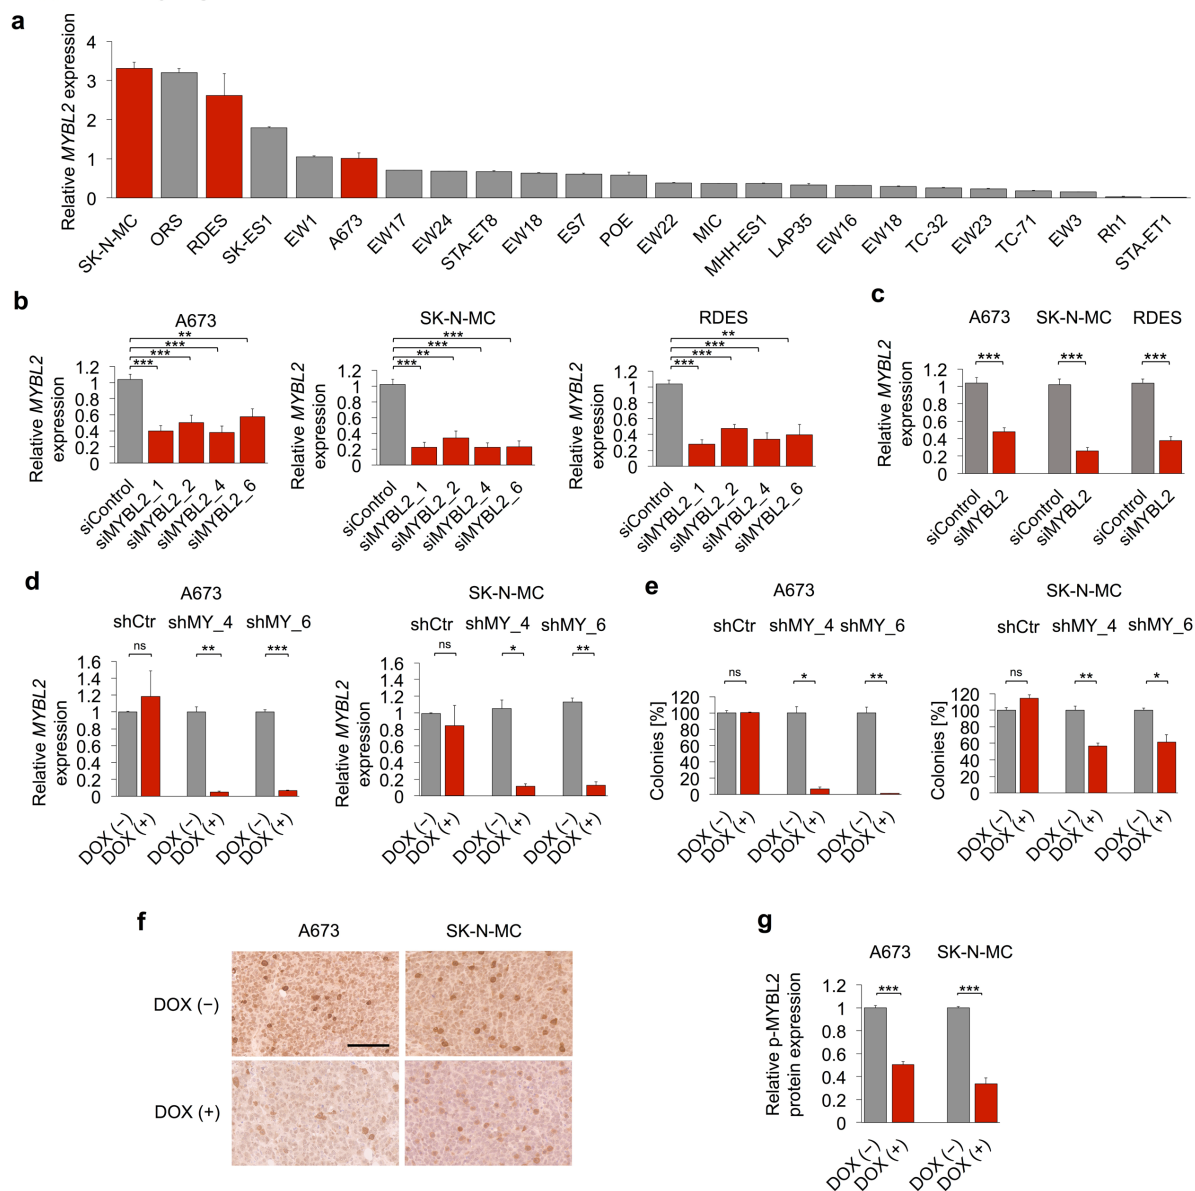 a
Relative MYBL2 expression
4
3
2
1
0
SK-N-MC
ORS
RDES
SK-ES1
EW1
A673
EW17
EW24
STA-ET8
EW18
ES7
POE
EW22
MIC
MHH-ES1
LAP35
EW16
EW18
TC-32
EW23
TC-71
EW3
Rh1
STA-ET1
b
A673
**
***
***
***
Relative MYBL2
expression
1.2
1
0.8
0.6
0.4
0.2
0
siControl
siMYBL2_1
siMYBL2_2
siMYBL2_4
siMYBL2_6
SK-N-MC
***
***
**
***
Relative MYBL2
expression
1.2
1
0.8
0.6
0.4
0.2
0
siControl
siMYBL2_1
siMYBL2_2
siMYBL2_4
siMYBL2_6
RDES
**
***
***
***
Relative MYBL2
expression
1.2
1
0.8
0.6
0.4
0.2
0
siControl
siMYBL2_1
siMYBL2_2
siMYBL2_4
siMYBL2_6
c
A673 SK-N-MC RDES
*** *** ***
Relative MYBL2
expression
1.2
1
0.8
0.6
0.4
0.2
0
siControl
siMYBL2
siControl
siMYBL2
siControl
siMYBL2
d
A673
shCtr shMY_4 shMY_6
ns ** ***
Relative MYBL2
expression
1.6
1.4
1.2
1
0.8
0.6
0.4
0.2
0
DOX (−)
DOX (+)
DOX (−)
DOX (+)
DOX (−)
DOX (+)
SK-N-MC
shCtr shMY_4 shMY_6
ns * **
Relative MYBL2
expression
1.6
1.4
1.2
1
0.8
0.6
0.4
0.2
0
DOX (−)
DOX (+)
DOX (−)
DOX (+)
DOX (−)
DOX (+)
e
A673
shCtr shMY_4 shMY_6
ns * **
Colonies [%]
120
100
80
60
40
20
0
DOX (−)
DOX (+)
DOX (−)
DOX (+)
DOX (−)
DOX (+)
SK-N-MC
shCtr shMY_4 shMY_6
ns ** *
Colonies [%]
120
100
80
60
40
20
0
DOX (−)
DOX (+)
DOX (−)
DOX (+)
DOX (−)
DOX (+)
f
A673 SK-N-MC
DOX (−)
DOX (+)
g
A673 SK-N-MC
*** ***
Relative p-MYBL2
protein expression
1.2
1
0.8
0.6
0.4
0.2
0
DOX (−)
DOX (+)
DOX (−)
DOX (+)